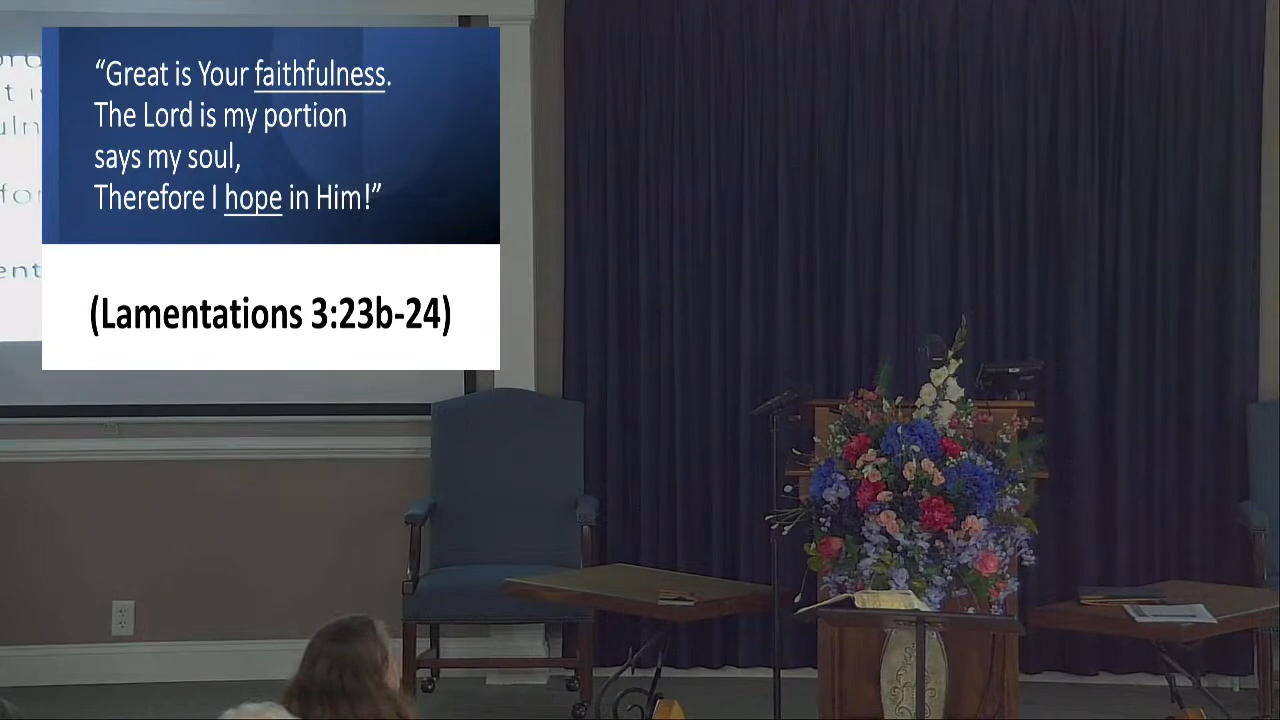 “Great is Your faithfulness.
The Lord is my portion
says my soul,
Therefore I hope in Him!”
(Lamentations 3:23b-24)